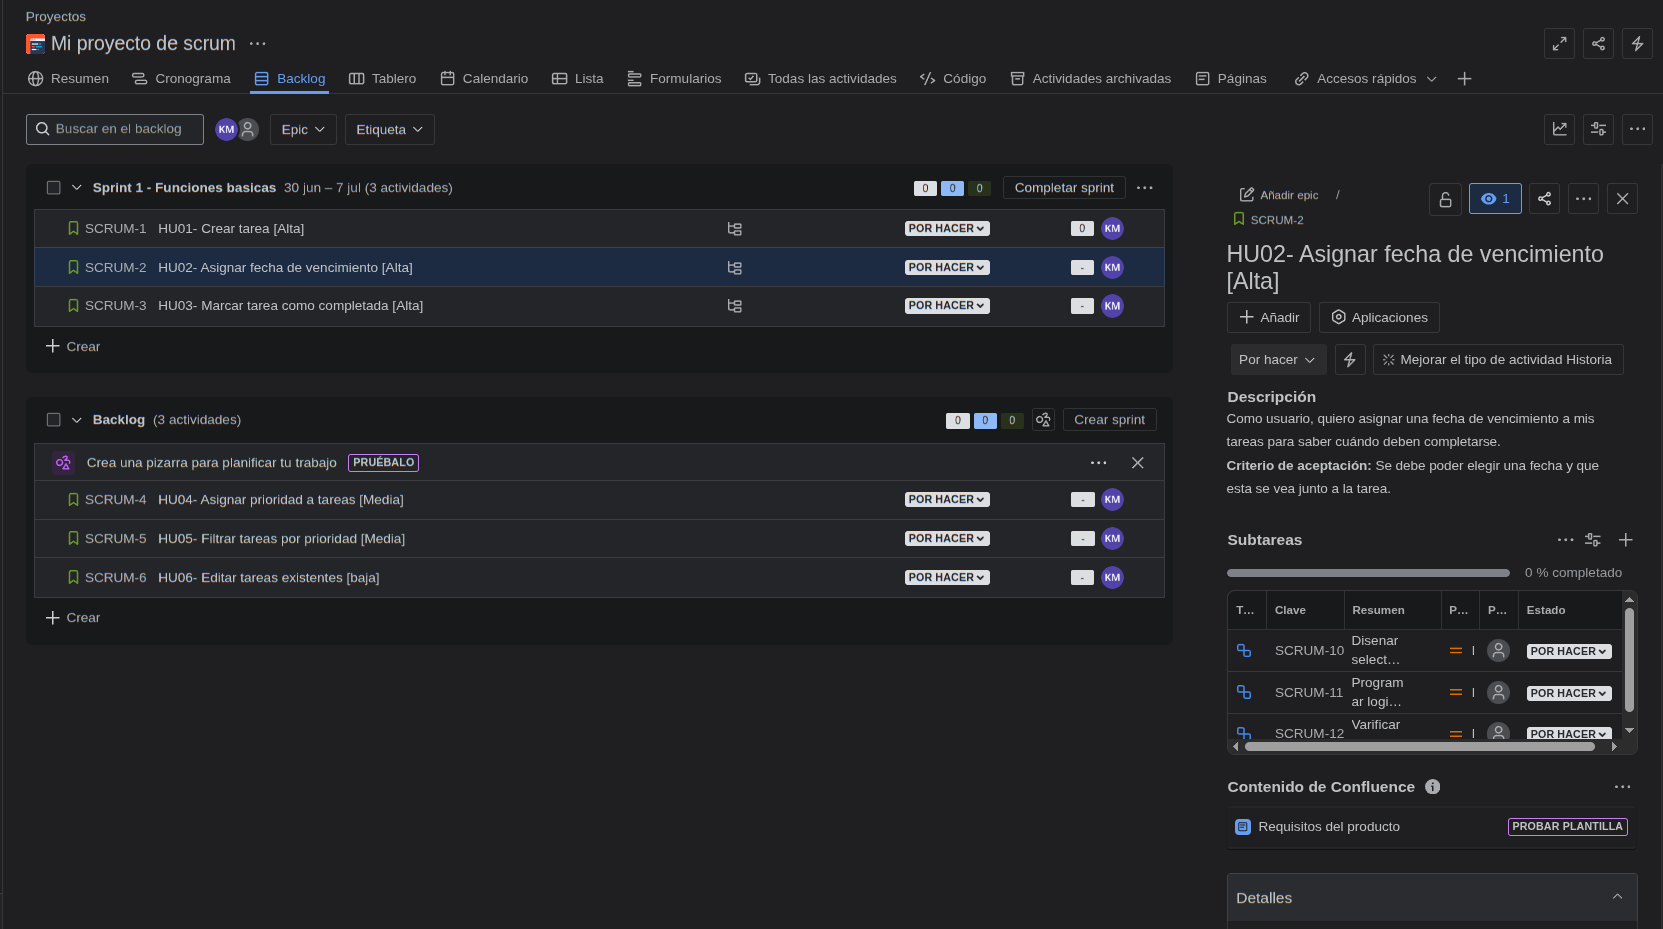 Proyectos
Mi proyecto de scrum
Resumen
Cronograma
Backlog
Tablero
Calendario
Lista
Formularios
Todas las actividades
Código
Actividades archivadas
Páginas
Accesos rápidos
Buscar en el backlog
KM
Epic
Etiqueta
Sprint 1 - Funciones basicas 30 jun – 7 jul (3 actividades)
0 0 0
Completar sprint
SCRUM-1 HU01- Crear tarea [Alta] POR HACER 0 KM
SCRUM-2 HU02- Asignar fecha de vencimiento [Alta] POR HACER - KM
SCRUM-3 HU03- Marcar tarea como completada [Alta] POR HACER - KM
Crear
Backlog (3 actividades)
0 0 0
Crear sprint
Crea una pizarra para planificar tu trabajo PRUÉBALO
SCRUM-4 HU04- Asignar prioridad a tareas [Media] POR HACER - KM
SCRUM-5 HU05- Filtrar tareas por prioridad [Media] POR HACER - KM
SCRUM-6 HU06- Editar tareas existentes [baja] POR HACER - KM
Crear
Añadir epic /
1
SCRUM-2
HU02- Asignar fecha de vencimiento
[Alta]
Añadir
Aplicaciones
Por hacer
Mejorar el tipo de actividad Historia
Descripción
Como usuario, quiero asignar una fecha de vencimiento a mis
tareas para saber cuándo deben completarse.
Criterio de aceptación: Se debe poder elegir una fecha y que
esta se vea junto a la tarea.
Subtareas
0 % completado
T... Clave Resumen P... P... Estado
SCRUM-10 Disenar
select... POR HACER
SCRUM-11 Program
ar logi... POR HACER
SCRUM-12 Varificar POR HACER
Contenido de Confluence
Requisitos del producto PROBAR PLANTILLA
Detalles